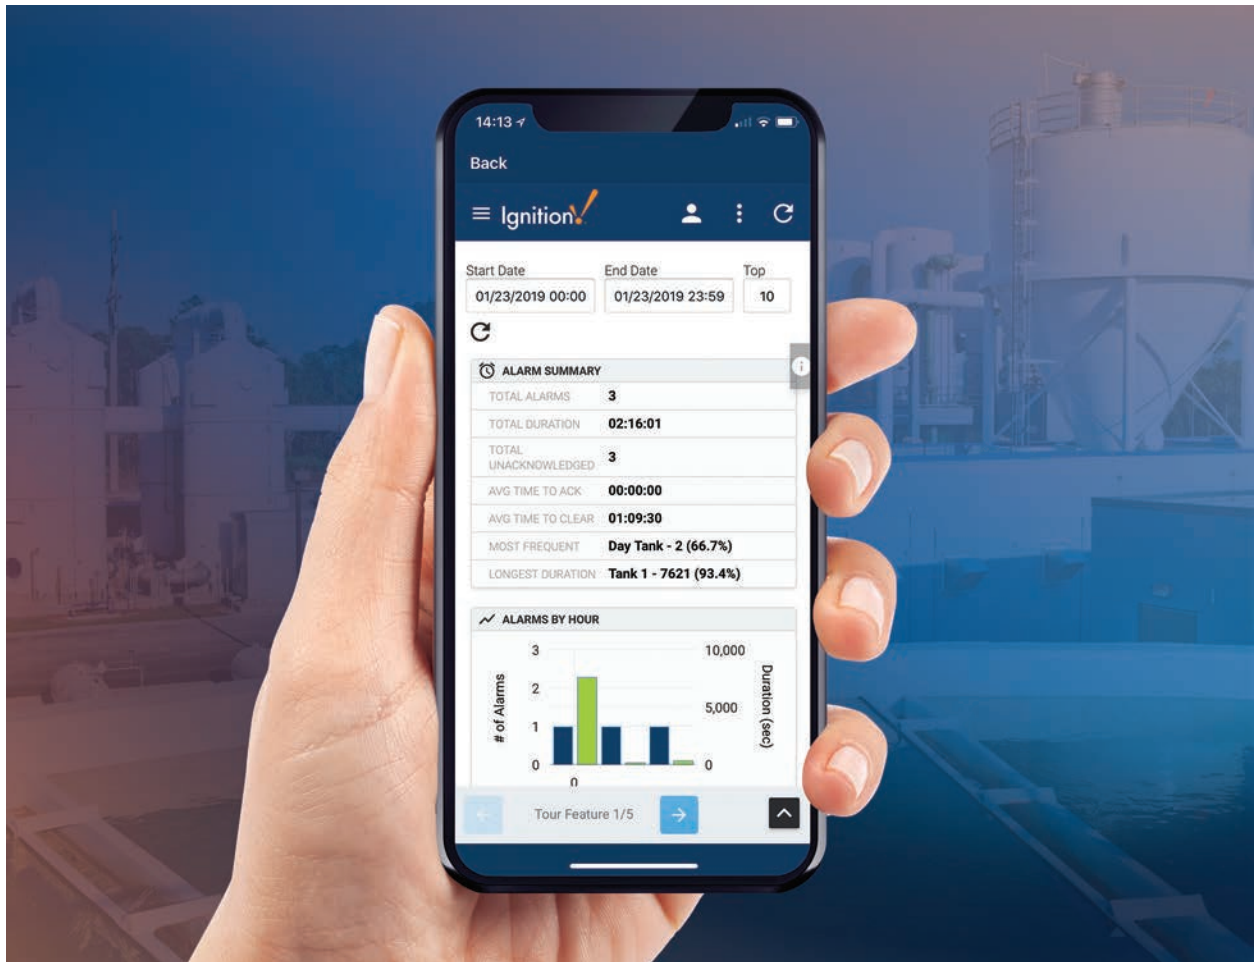 14:13
Back
Ignition!
Start Date End Date Top
01/23/2019 00:00 01/23/2019 23:59 10
ALARM SUMMARY
TOTAL ALARMS 3
TOTAL DURATION 02:16:01
TOTAL
UNACKNOWLEDGED 3
AVG TIME TO ACK 00:00:00
AVG TIME TO CLEAR 01:09:30
MOST FREQUENT Day Tank - 2 (66.7%)
LONGEST DURATION Tank 1 - 7621 (93.4%)
ALARMS BY HOUR
# of Alarms
3
2
1
0
10,000
5,000
0
Duration (sec)
0
Tour Feature 1/5